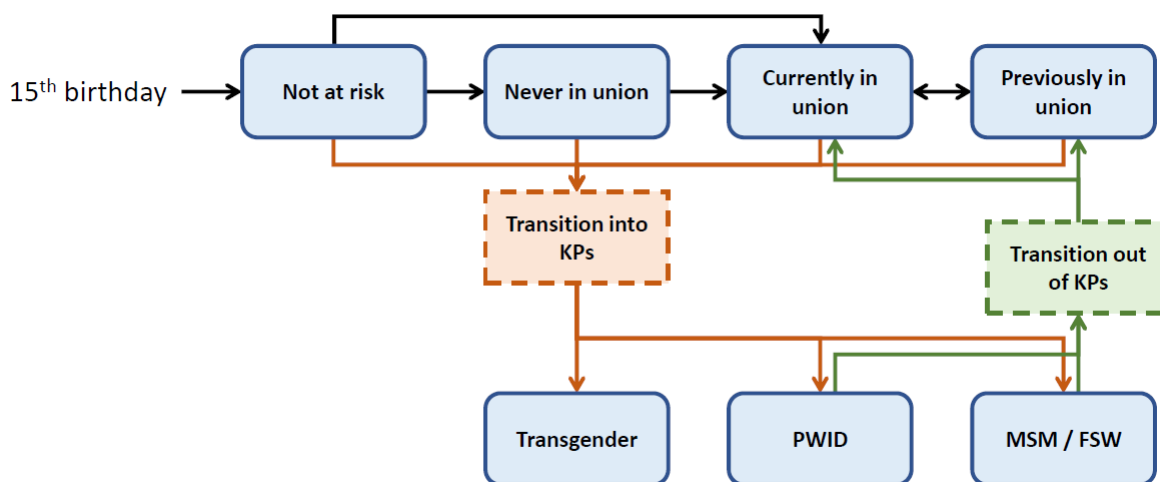 15th birthday
Not at risk
Never in union
Currently in
union
Previously in
union
Transition into
KPs
Transition out
of KPs
Transgender
PWID
MSM / FSW